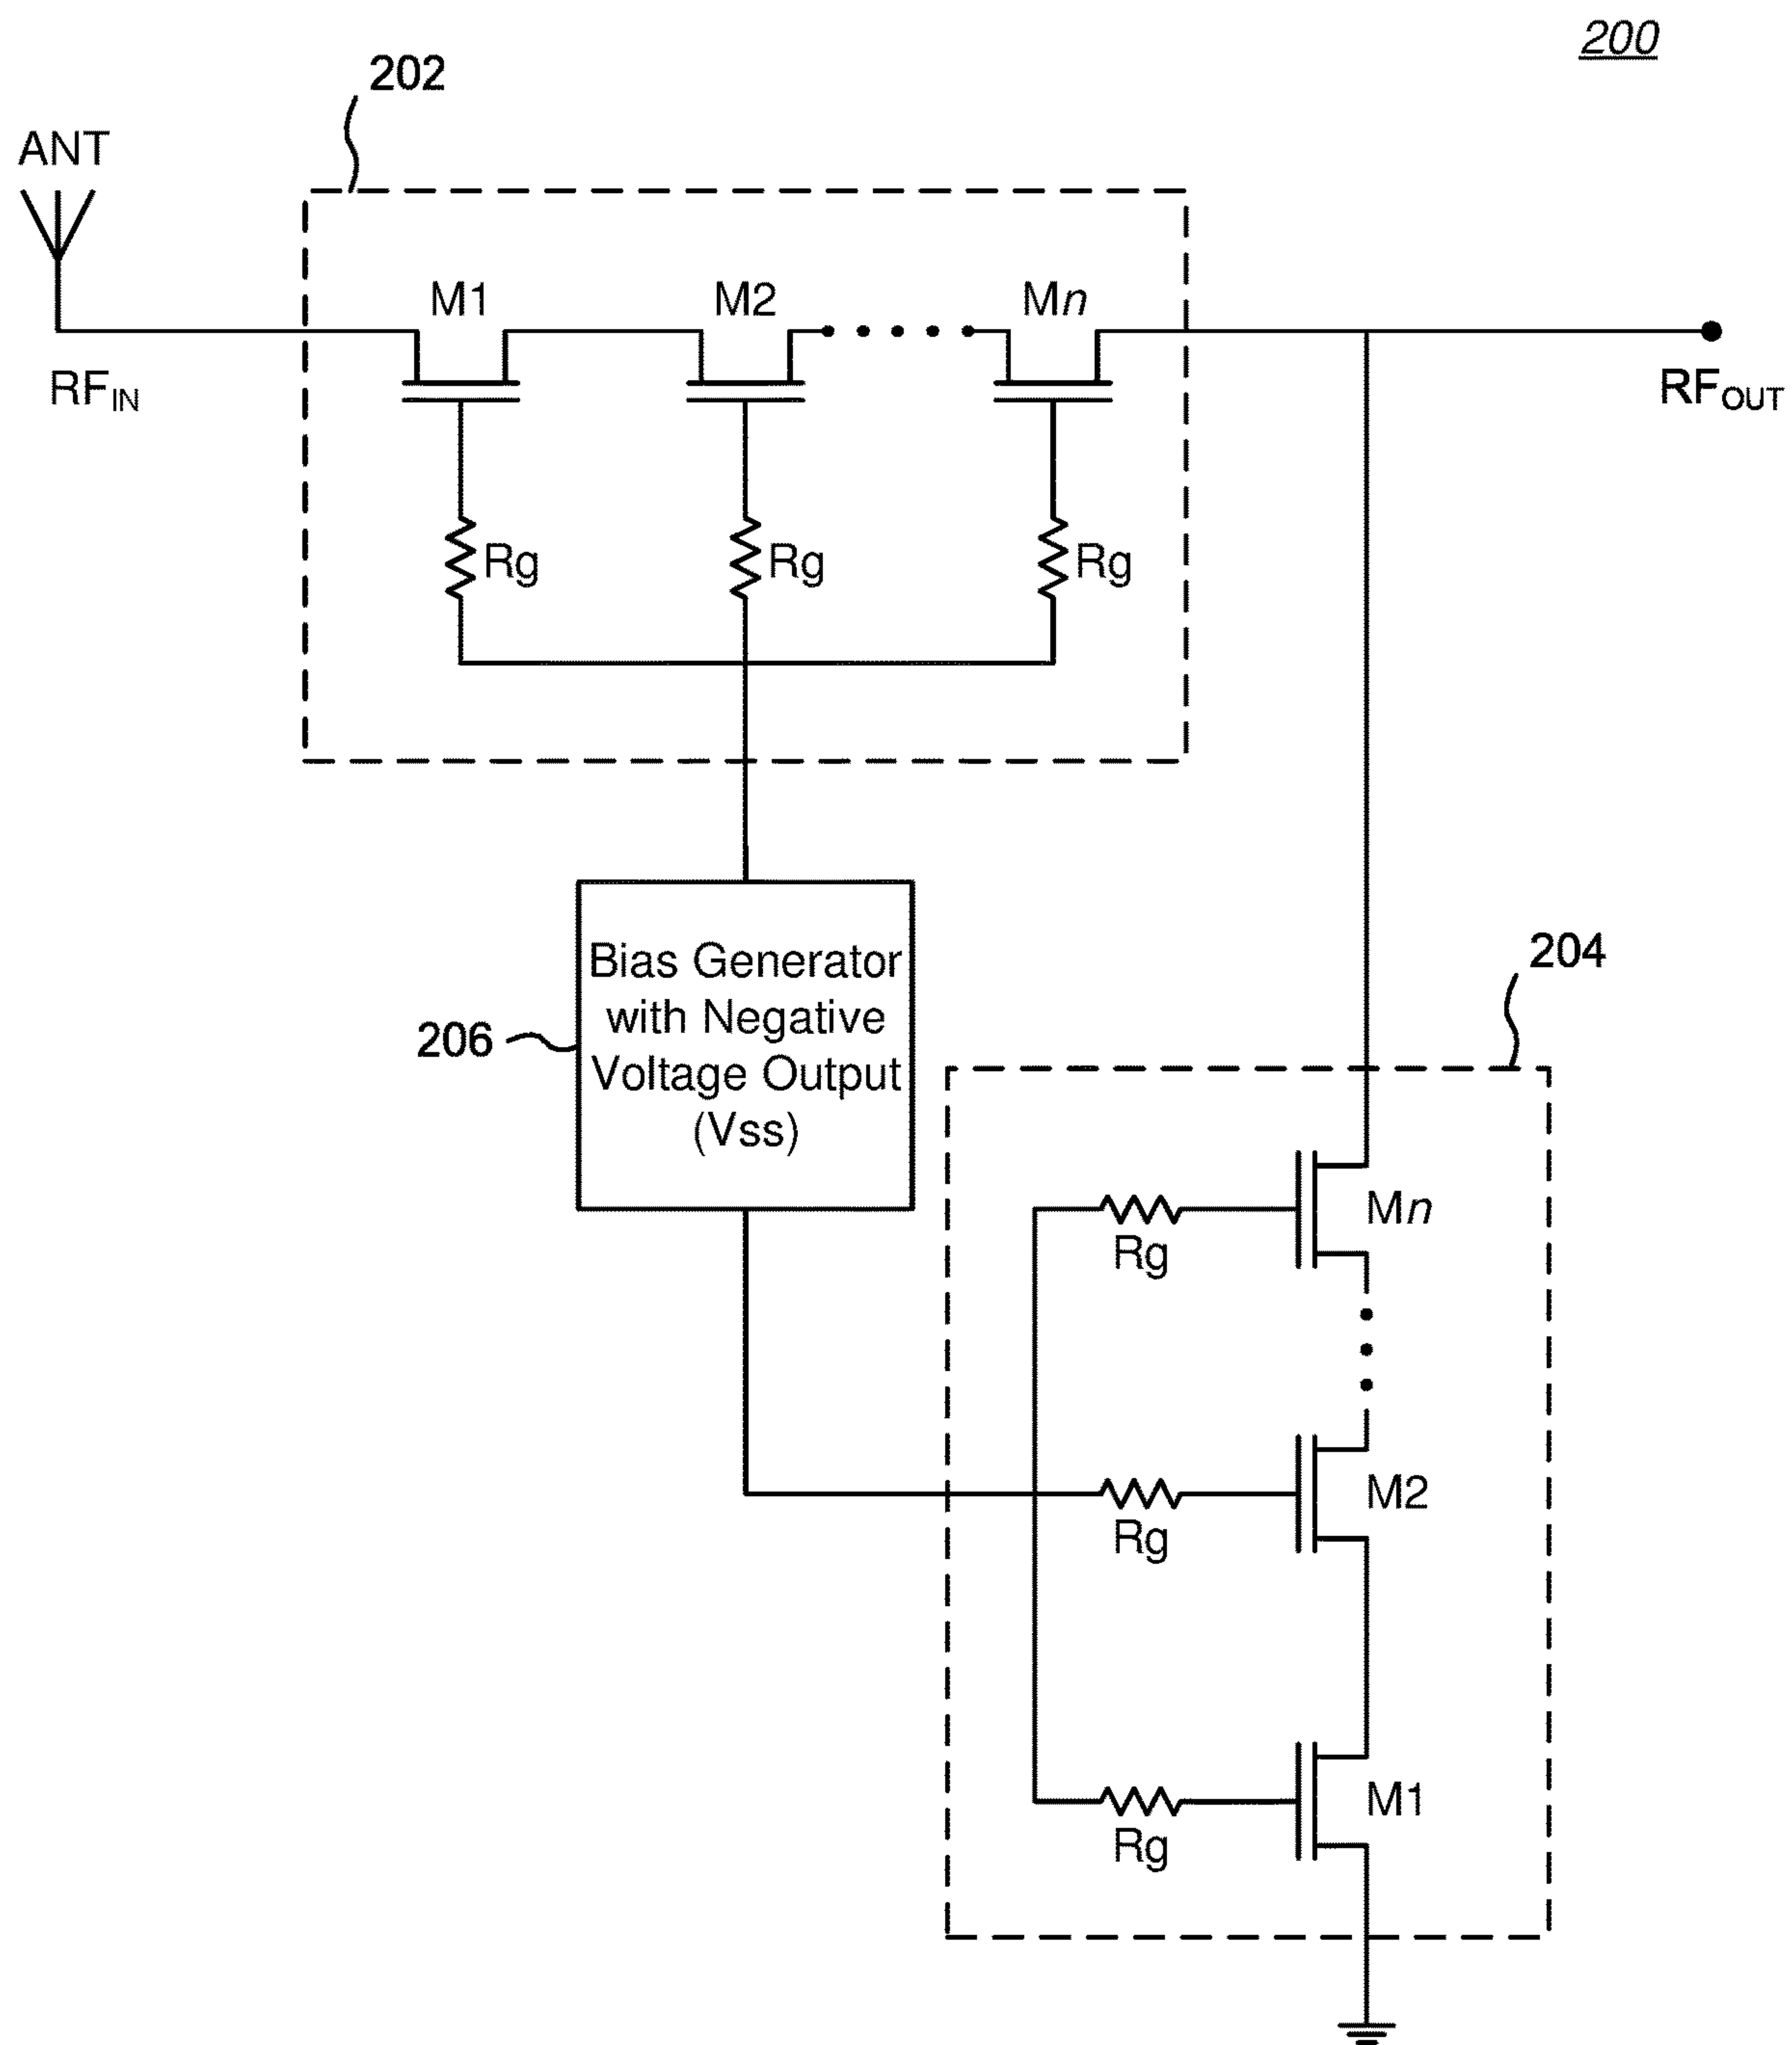 200
202
ANT
M1
M2
Mn
RFIN
RFOUT
Rg
Rg
Rg
204
206
Bias Generator
with Negative
Voltage Output
(Vss)
Mn
Rg
M2
Rg
M1
Rg